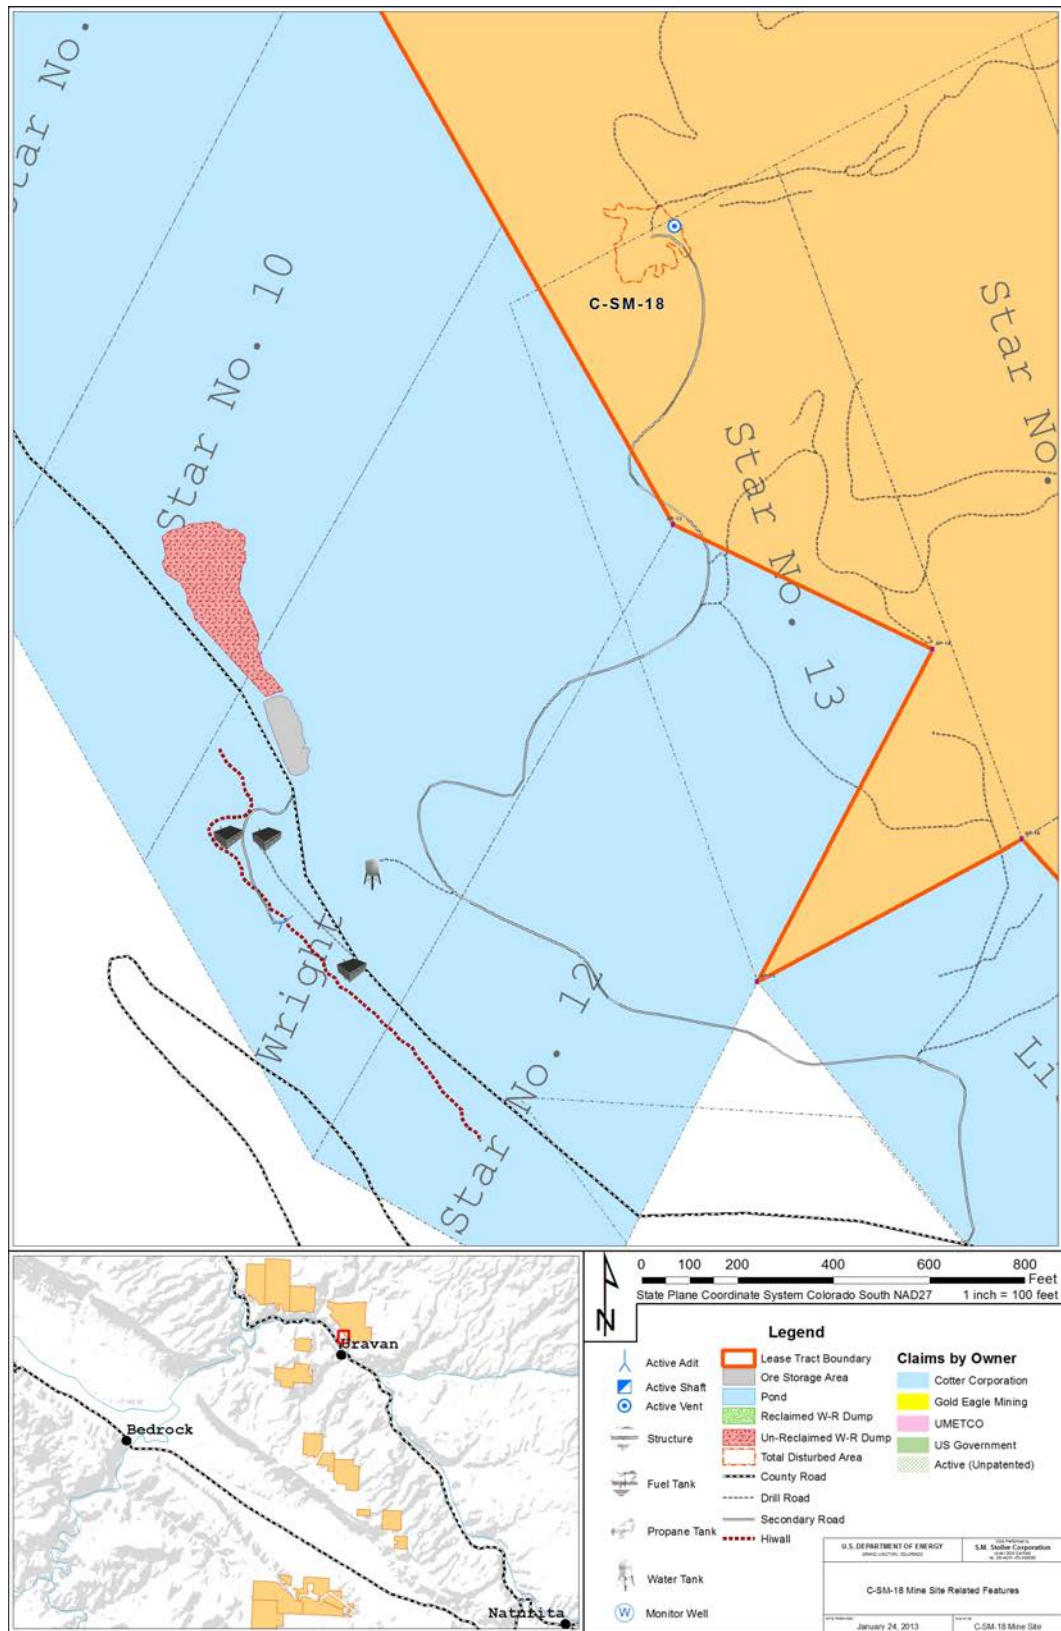 Star No.
Star No. 10
C-SM-18
Star No.
Star No. 13
Wright
Star No. 12
Uravan
Bedrock
Naturita
N
0 100 200 400 600 800
Feet
State Plane Coordinate System Colorado South NAD27 1 inch = 100 feet
Legend
Active Adit
Active Shaft
Active Vent
Structure
Fuel Tank
Propane Tank
Water Tank
W Monitor Well
Lease Tract Boundary
Ore Storage Area
Pond
Reclaimed W-R Dump
Un-Reclaimed W-R Dump
Total Disturbed Area
County Road
Drill Road
Secondary Road
Hiwall
Claims by Owner
Cotter Corporation
Gold Eagle Mining
UMETCO
US Government
Active (Unpatented)
U.S. DEPARTMENT OF ENERGY
S.M. Stoller Corporation
C-SM-18 Mine Site Related Features
January 24, 2013
C-SM-18 Mine Site